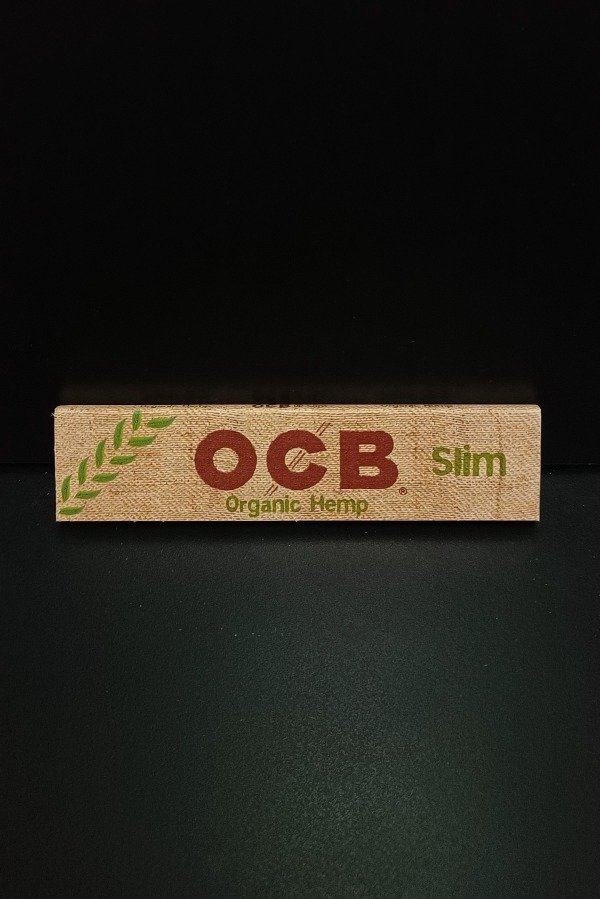 OCB® Slim
Organic Hemp